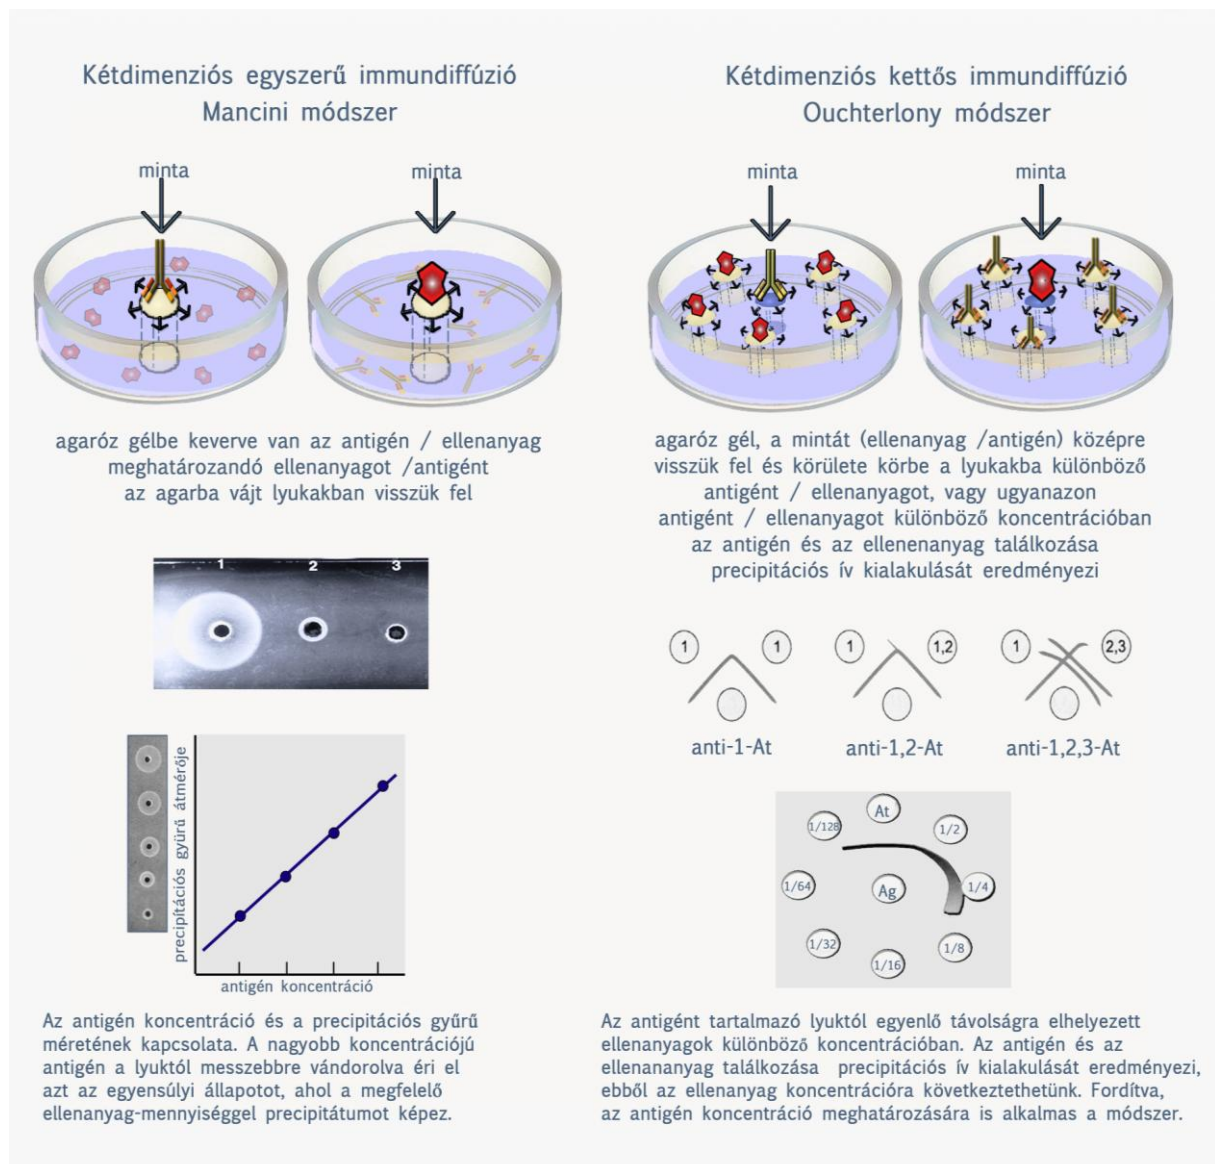 Kétdimenziós egyszerű immundiffúzió
Mancini módszer
minta
minta
agaróz gélbe keverve van az antigén / ellenanyag
meghatározandó ellenanyagot /antigént
az agarba vájt lyukakban visszük fel
1 2 3
precipítációs gyűrű átmérője
antigén koncentráció
Az antigén koncentráció és a precipitációs gyűrű
méretének kapcsolata. A nagyobb koncentrációjú
antigén a lyuktól messzebbre vándorolva éri el
azt az egyensúlyi állapotot, ahol a megfelelő
ellenanyag-mennyiséggel precipitátumot képez.
Kétdimenziós kettős immundiffúzió
Ouchterlony módszer
minta
minta
agaróz gél, a mintát (ellenanyag /antigén) középre
visszük fel és körülete körbe a lyukakba különböző
antigént / ellenanyagot, vagy ugyanazon
antigént / ellenanyagot különböző koncentrációban
az antigén és az ellenenanyag találkozása
precipitációs ív kialakulását eredményezi
1 1 1 1,2 1 2,3
anti-1-At anti-1,2-At anti-1,2,3-At
At
1/128 1/2
1/64 Ag 1/4
1/32 1/8
1/16
Az antigént tartalmazó lyuktól egyenlő távolságra elhelyezett
ellenanyagok különböző koncentrációban. Az antigén és az
ellenananyag találkozása precipitációs ív kialakulását eredményezi,
ebből az ellenanyag koncentrációra következtethetünk. Fordítva,
az antigén koncentráció meghatározására is alkalmas a módszer.